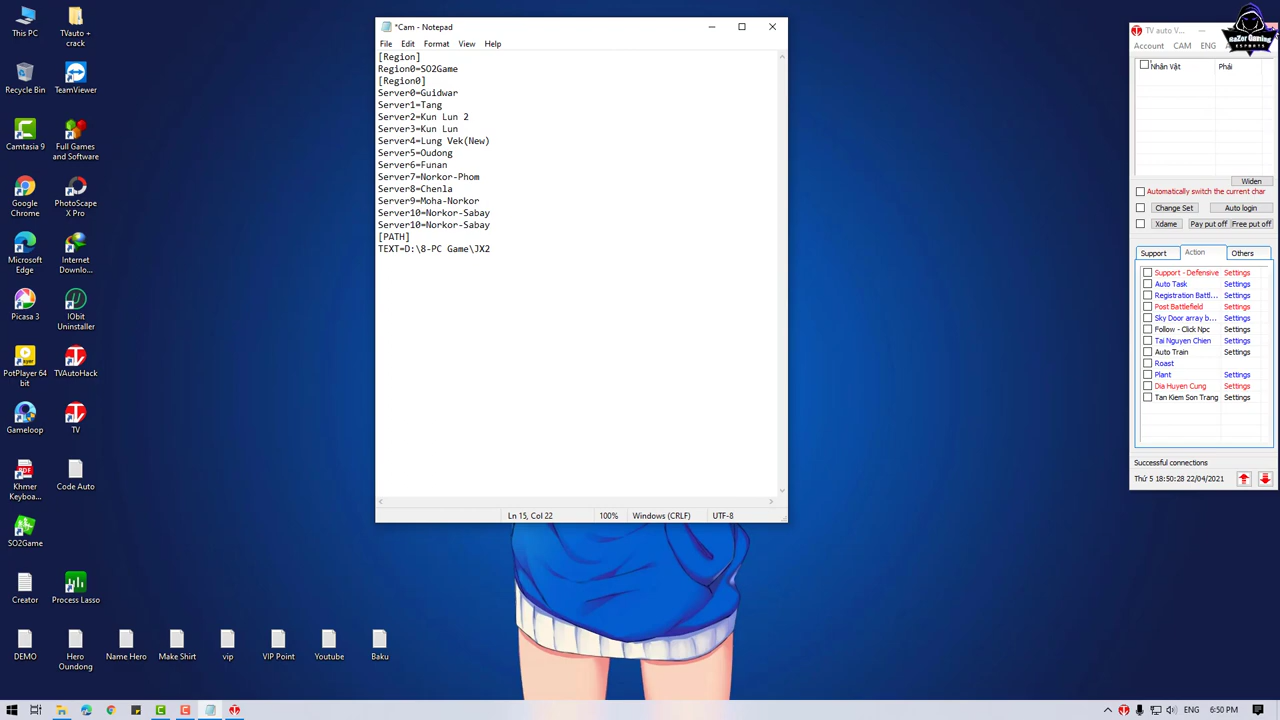 This PC
TVauto + crack
Recycle Bin
TeamViewer
Camtasia 9
Full Games and Software
Google Chrome
PhotoScape X Pro
Microsoft Edge
Internet Downlo...
Picasa 3
IObit Uninstaller
PotPlayer 64 bit
TVAutoHack
Gameloop
TV
Khmer Keyboa...
Code Auto
SO2Game
Creator
Process Lasso
DEMO
Hero Oundong
Name Hero
Make Shirt
vip
VIP Point
Youtube
Baku
*Cam - Notepad
File Edit Format View Help
[Region]
Region0=SO2Game
[Region0]
Server0=Guidwar
Server1=Tang
Server2=Kun Lun 2
Server3=Kun Lun
Server4=Lung Vek(New)
Server5=Oudong
Server6=Funan
Server7=Norkor-Phom
Server8=Chenla
Server9=Moha-Norkor
Server10=Norkor-Sabay
Server10=Norkor-Sabay
[PATH]
TEXT=D:\8-PC Game\JX2
Ln 15, Col 22 100% Windows (CRLF) UTF-8
TV auto V...
RaZer Gaming
ESPORTS
Account CAM ENG
Nhân Vật Phái
Widen
Automatically switch the current char
Change Set Auto login
Xdame Pay put off Free put off
Support Action Others
Support - Defensive Settings
Auto Task Settings
Registration Battl... Settings
Post Battlefield Settings
Sky Door array b... Settings
Follow - Click Npc Settings
Tai Nguyen Chien Settings
Auto Train Settings
Roast
Plant Settings
Dia Huyen Cung Settings
Tan Kiem Son Trang Settings
Successful connections
Thứ 5 18:50:28 22/04/2021
ENG 6:50 PM